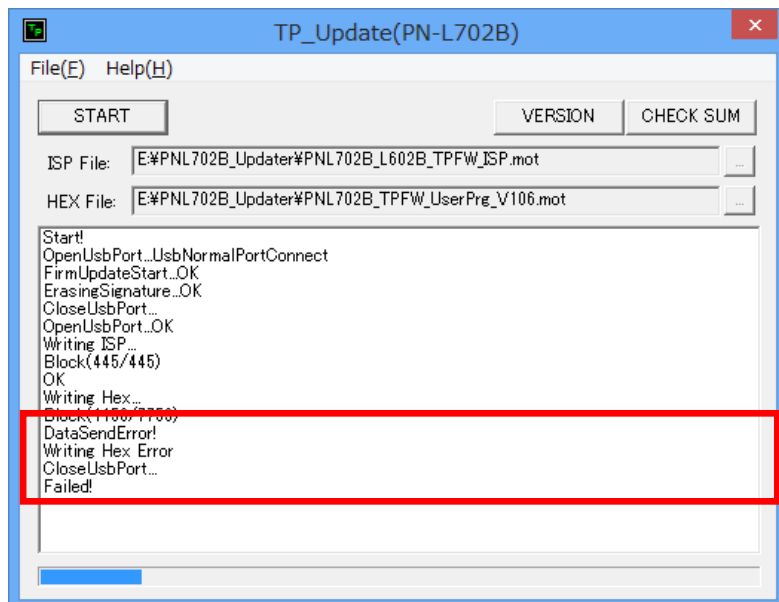 TP_Update(PN-L702B)
File(F) Help(H)
START VERSION CHECK SUM
ISP File: E:¥PNL702B_Updater¥PNL702B_L602B_TPFW_ISP.mot ...
HEX File: E:¥PNL702B_Updater¥PNL702B_TPFW_UserPrg_V106.mot ...
Start!
OpenUsbPort...UsbNormalPortConnect
FirmUpdateStart...OK
ErasingSignature...OK
CloseUsbPort...
OpenUsbPort...OK
Writing ISP...
Block(445/445)
OK
Writing Hex...
DataSendError!
Writing Hex Error
CloseUsbPort...
Failed!